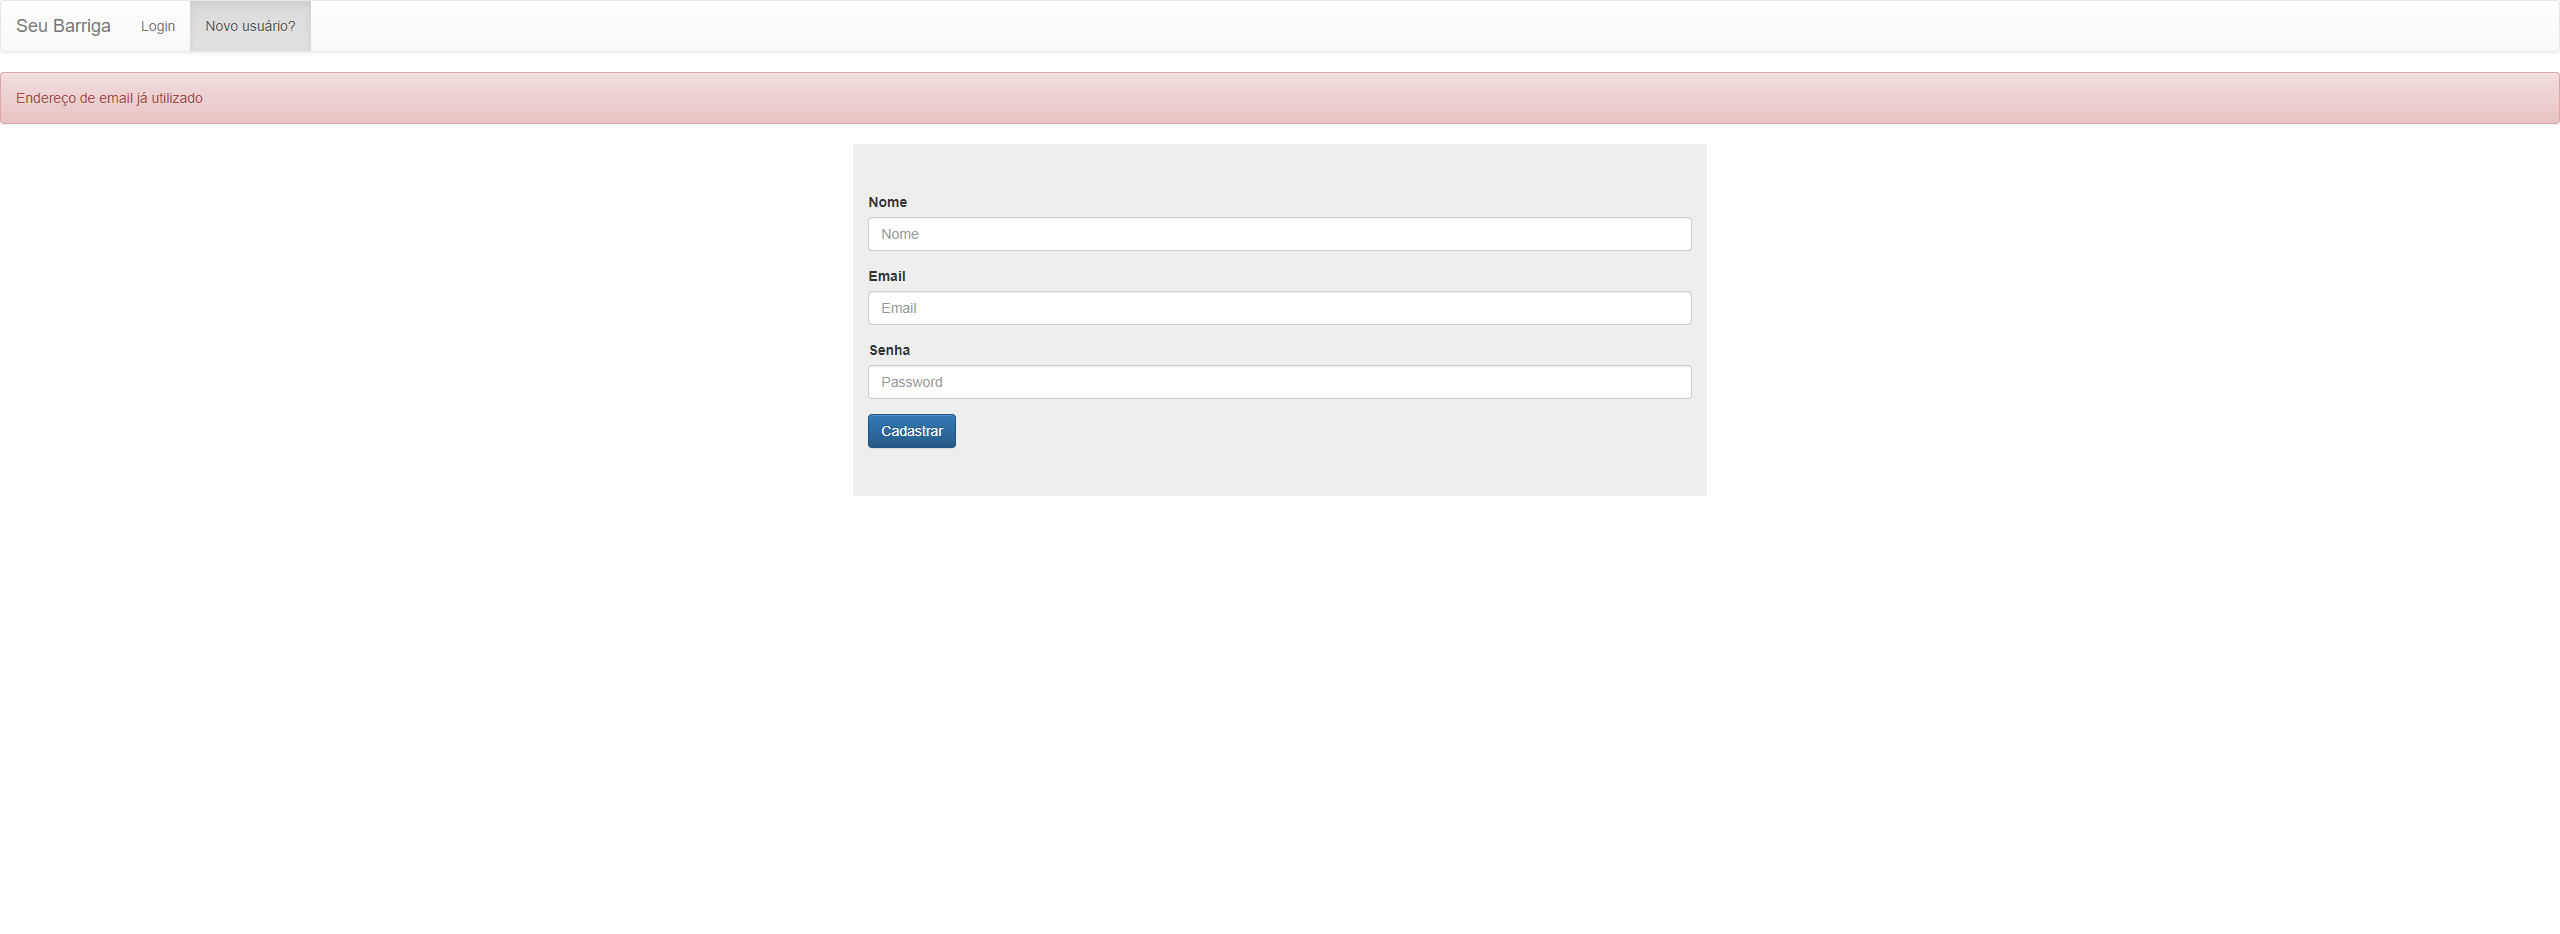 Seu Barriga Login Novo usuário?
Endereço de email já utilizado
Nome
Nome
Email
Email
Senha
Password
Cadastrar